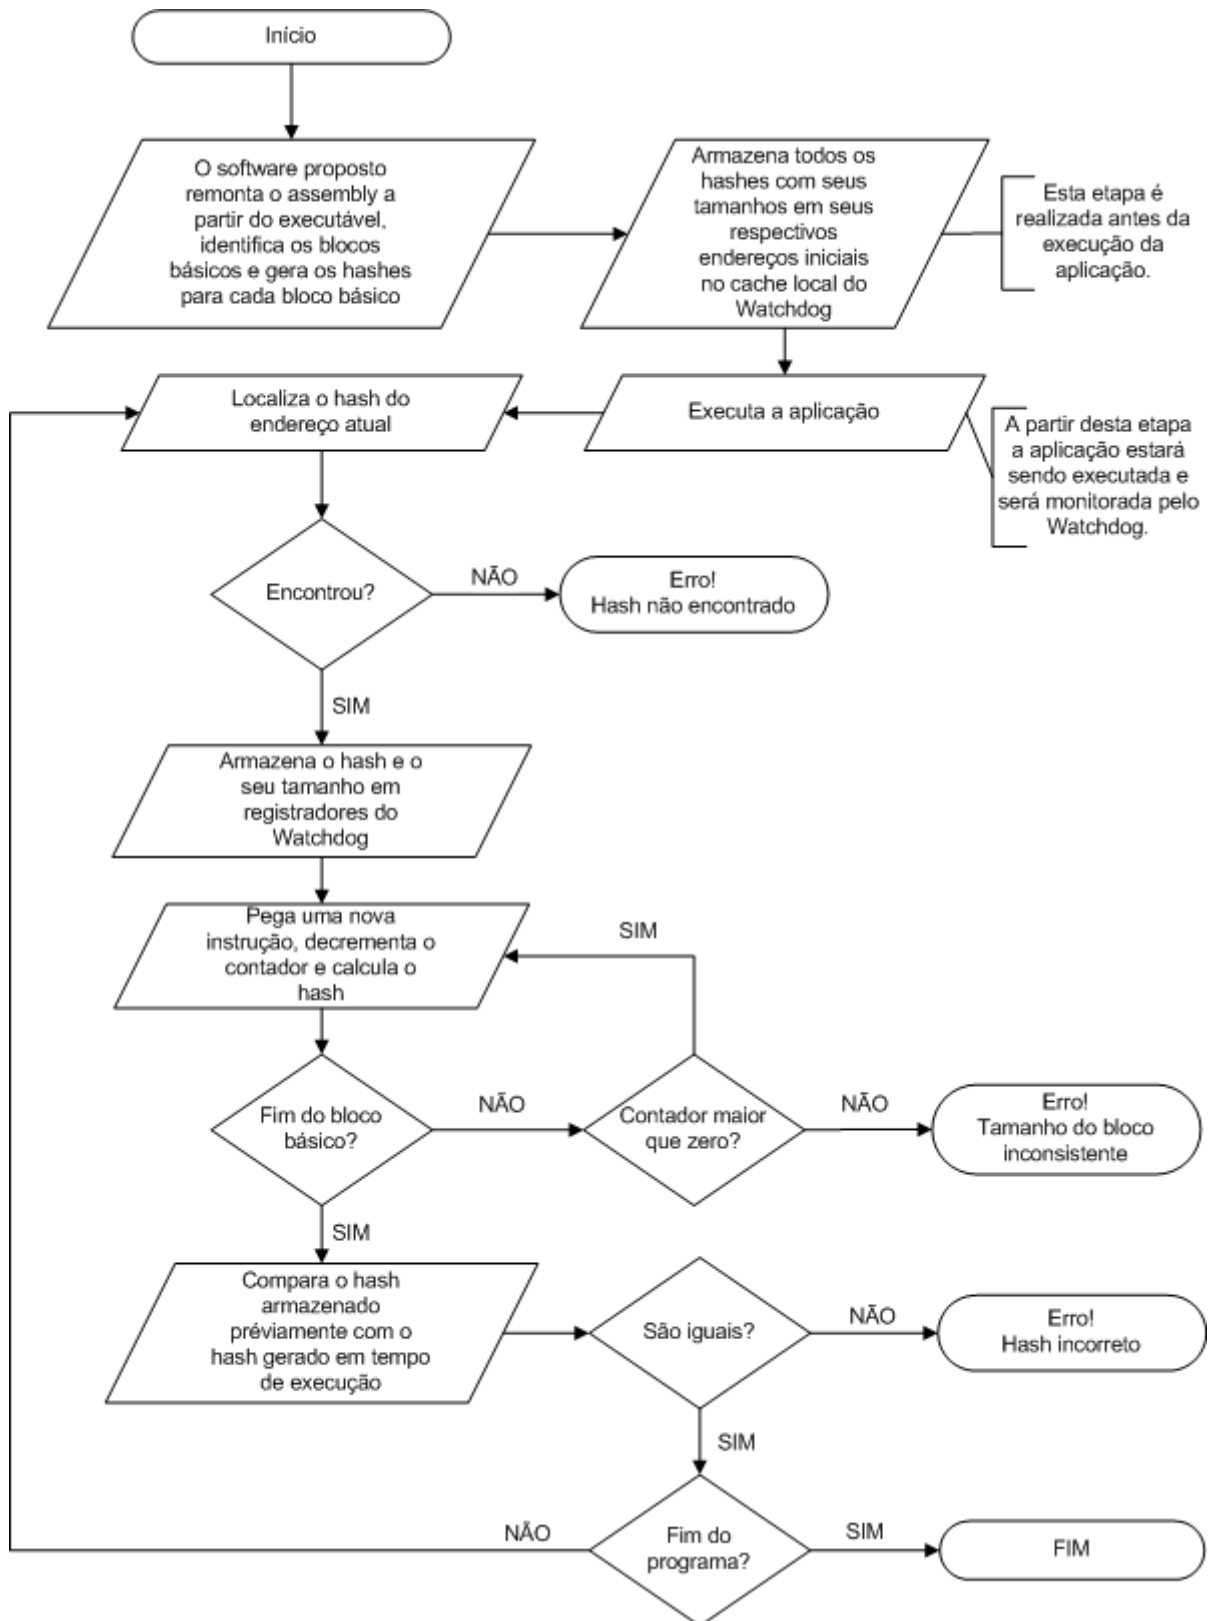 Início
O software proposto
remonta o assembly a
partir do executável,
identifica os blocos
básicos e gera os hashes
para cada bloco básico
Armazena todos os
hashes com seus
tamanhos em seus
respectivos
endereços iniciais
no cache local do
Watchdog
Esta etapa é
realizada antes da
execução da
aplicação.
Localiza o hash do
endereço atual
Executa a aplicação
A partir desta etapa
a aplicação estará
sendo executada e
será monitorada pelo
Watchdog.
Encontrou?
NÃO
Erro!
Hash não encontrado
SIM
Armazena o hash e o
seu tamanho em
registradores do
Watchdog
Pega uma nova
instrução, decrementa o
contador e calcula o
hash
SIM
Fim do bloco
básico?
NÃO
Contador maior
que zero?
NÃO
Erro!
Tamanho do bloco
inconsistente
SIM
Compara o hash
armazenado
préviamente com o
hash gerado em tempo
de execução
São iguais?
NÃO
Erro!
Hash incorreto
SIM
NÃO
Fim do
programa?
SIM
FIM